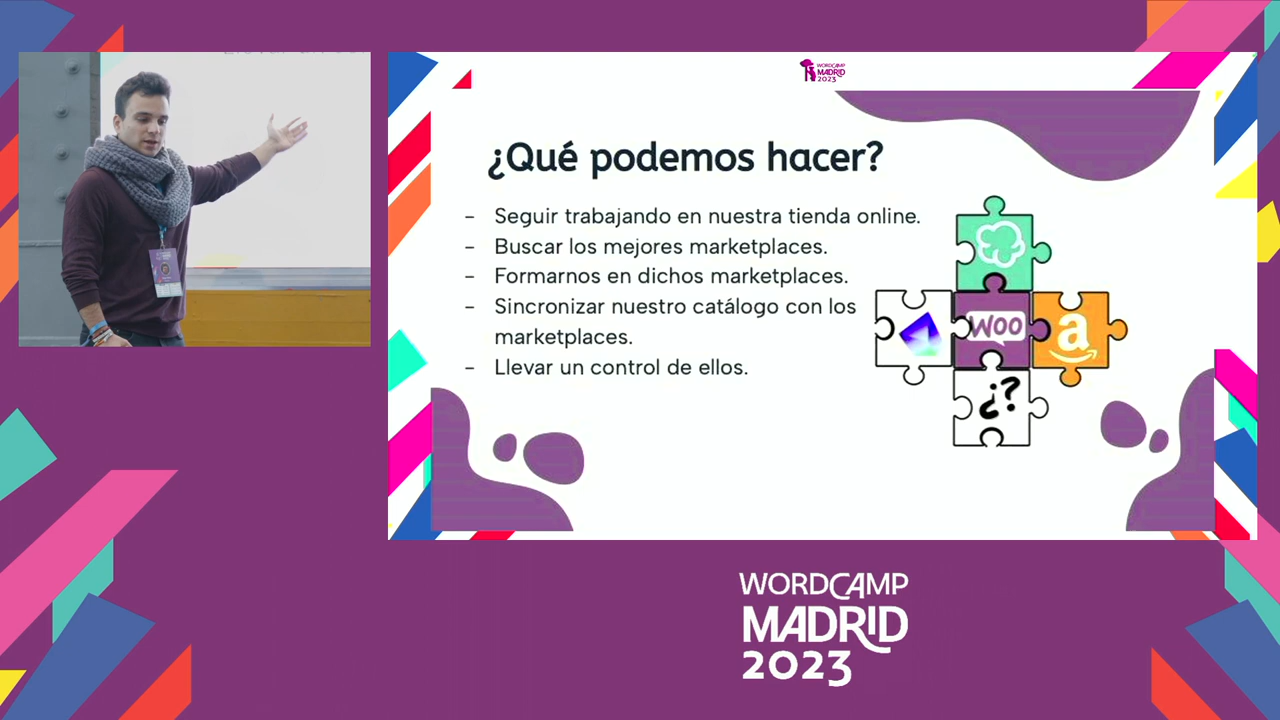 WORDCAMP
MADRID
2023
¿Qué podemos hacer?
- Seguir trabajando en nuestra tienda online.
- Buscar los mejores marketplaces.
- Formarnos en dichos marketplaces.
- Sincronizar nuestro catálogo con los
marketplaces.
- Llevar un control de ellos.
WOO
a
¿?
WORDCAMP
MADRID
2023